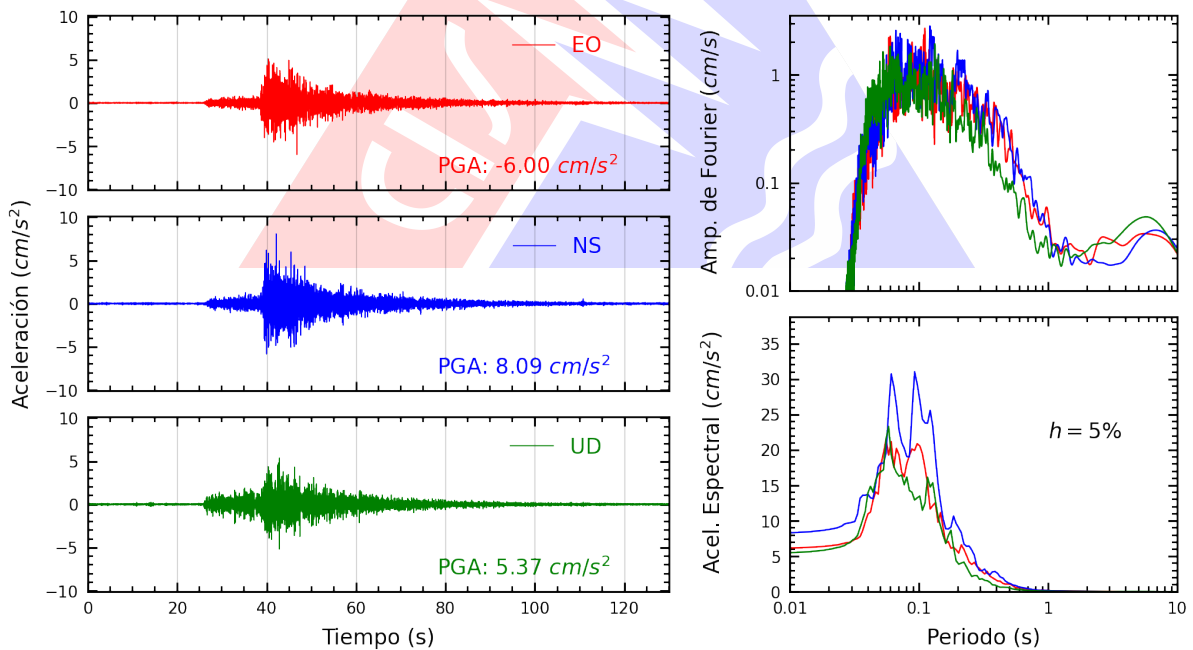 Aceleración (cm/s²)
10
5
0
−5
−10
EO
PGA: -6.00 cm/s²
10
5
0
−5
−10
NS
PGA: 8.09 cm/s²
10
5
0
−5
−10
UD
PGA: 5.37 cm/s²
0 20 40 60 80 100 120
Tiempo (s)
Amp. de Fourier (cm/s)
1
0.1
0.01
Acel. Espectral (cm/s²)
35
30
25
20
15
10
5
0
h = 5%
0.01 0.1 1 10
Periodo (s)